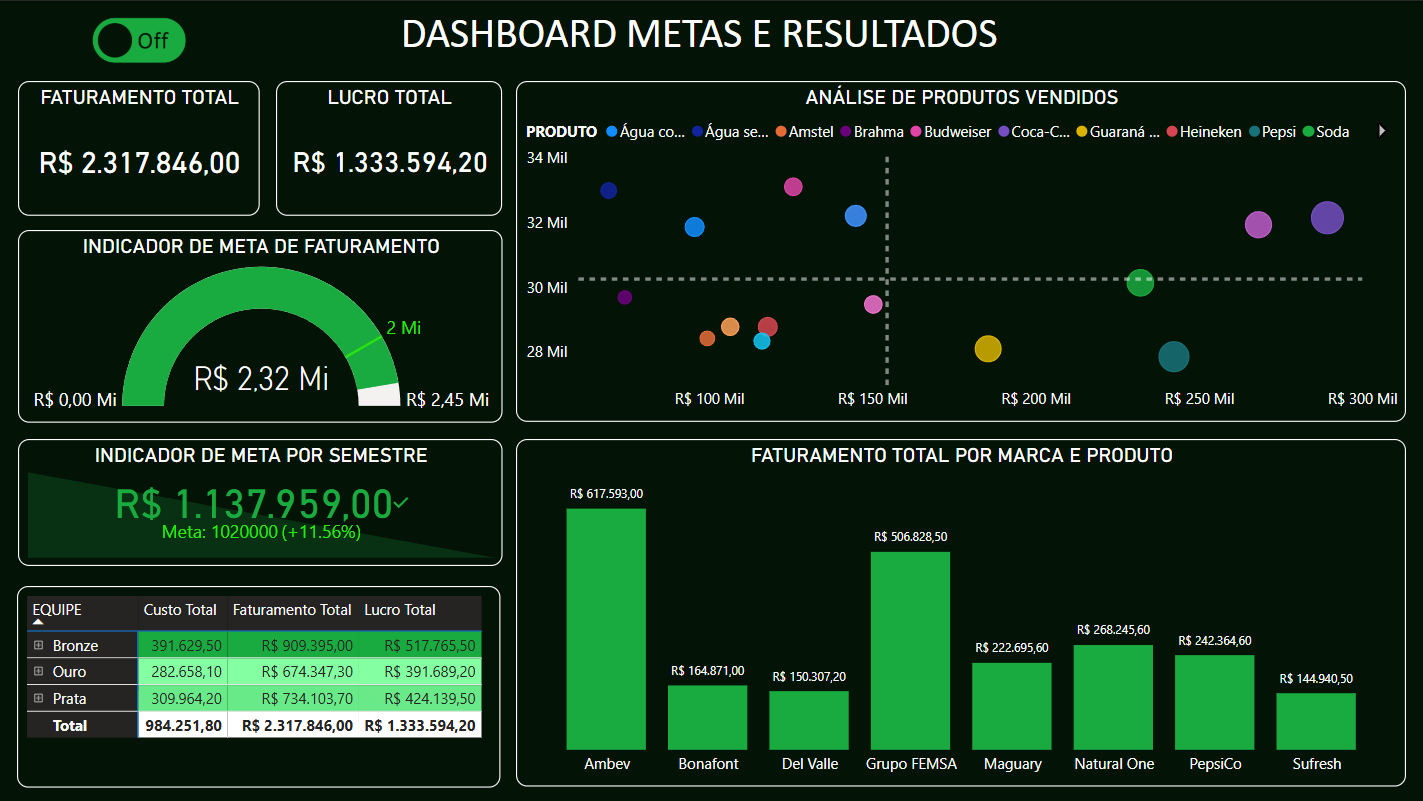 Off
DASHBOARD METAS E RESULTADOS
FATURAMENTO TOTAL
R$ 2.317.846,00
LUCRO TOTAL
R$ 1.333.594,20
INDICADOR DE META DE FATURAMENTO
2 Mi
R$ 2,32 Mi
R$ 0,00 Mi
R$ 2,45 Mi
INDICADOR DE META POR SEMESTRE
R$ 1.137.959,00
Meta: 1020000 (+11.56%)
EQUIPE Custo Total Faturamento Total Lucro Total
Bronze 391.629,50 R$ 909.395,00 R$ 517.765,50
Ouro 282.658,10 R$ 674.347,30 R$ 391.689,20
Prata 309.964,20 R$ 734.103,70 R$ 424.139,50
Total 984.251,80 R$ 2.317.846,00 R$ 1.333.594,20
ANÁLISE DE PRODUTOS VENDIDOS
PRODUTO Água co... Água se... Amstel Brahma Budweiser Coca-C... Guaraná ... Heineken Pepsi Soda
34 Mil
32 Mil
30 Mil
28 Mil
R$ 100 Mil R$ 150 Mil R$ 200 Mil R$ 250 Mil R$ 300 Mil
FATURAMENTO TOTAL POR MARCA E PRODUTO
R$ 617.593,00
R$ 164.871,00
R$ 150.307,20
R$ 506.828,50
R$ 222.695,60
R$ 268.245,60
R$ 242.364,60
R$ 144.940,50
Ambev Bonafont Del Valle Grupo FEMSA Maguary Natural One PepsiCo Sufresh